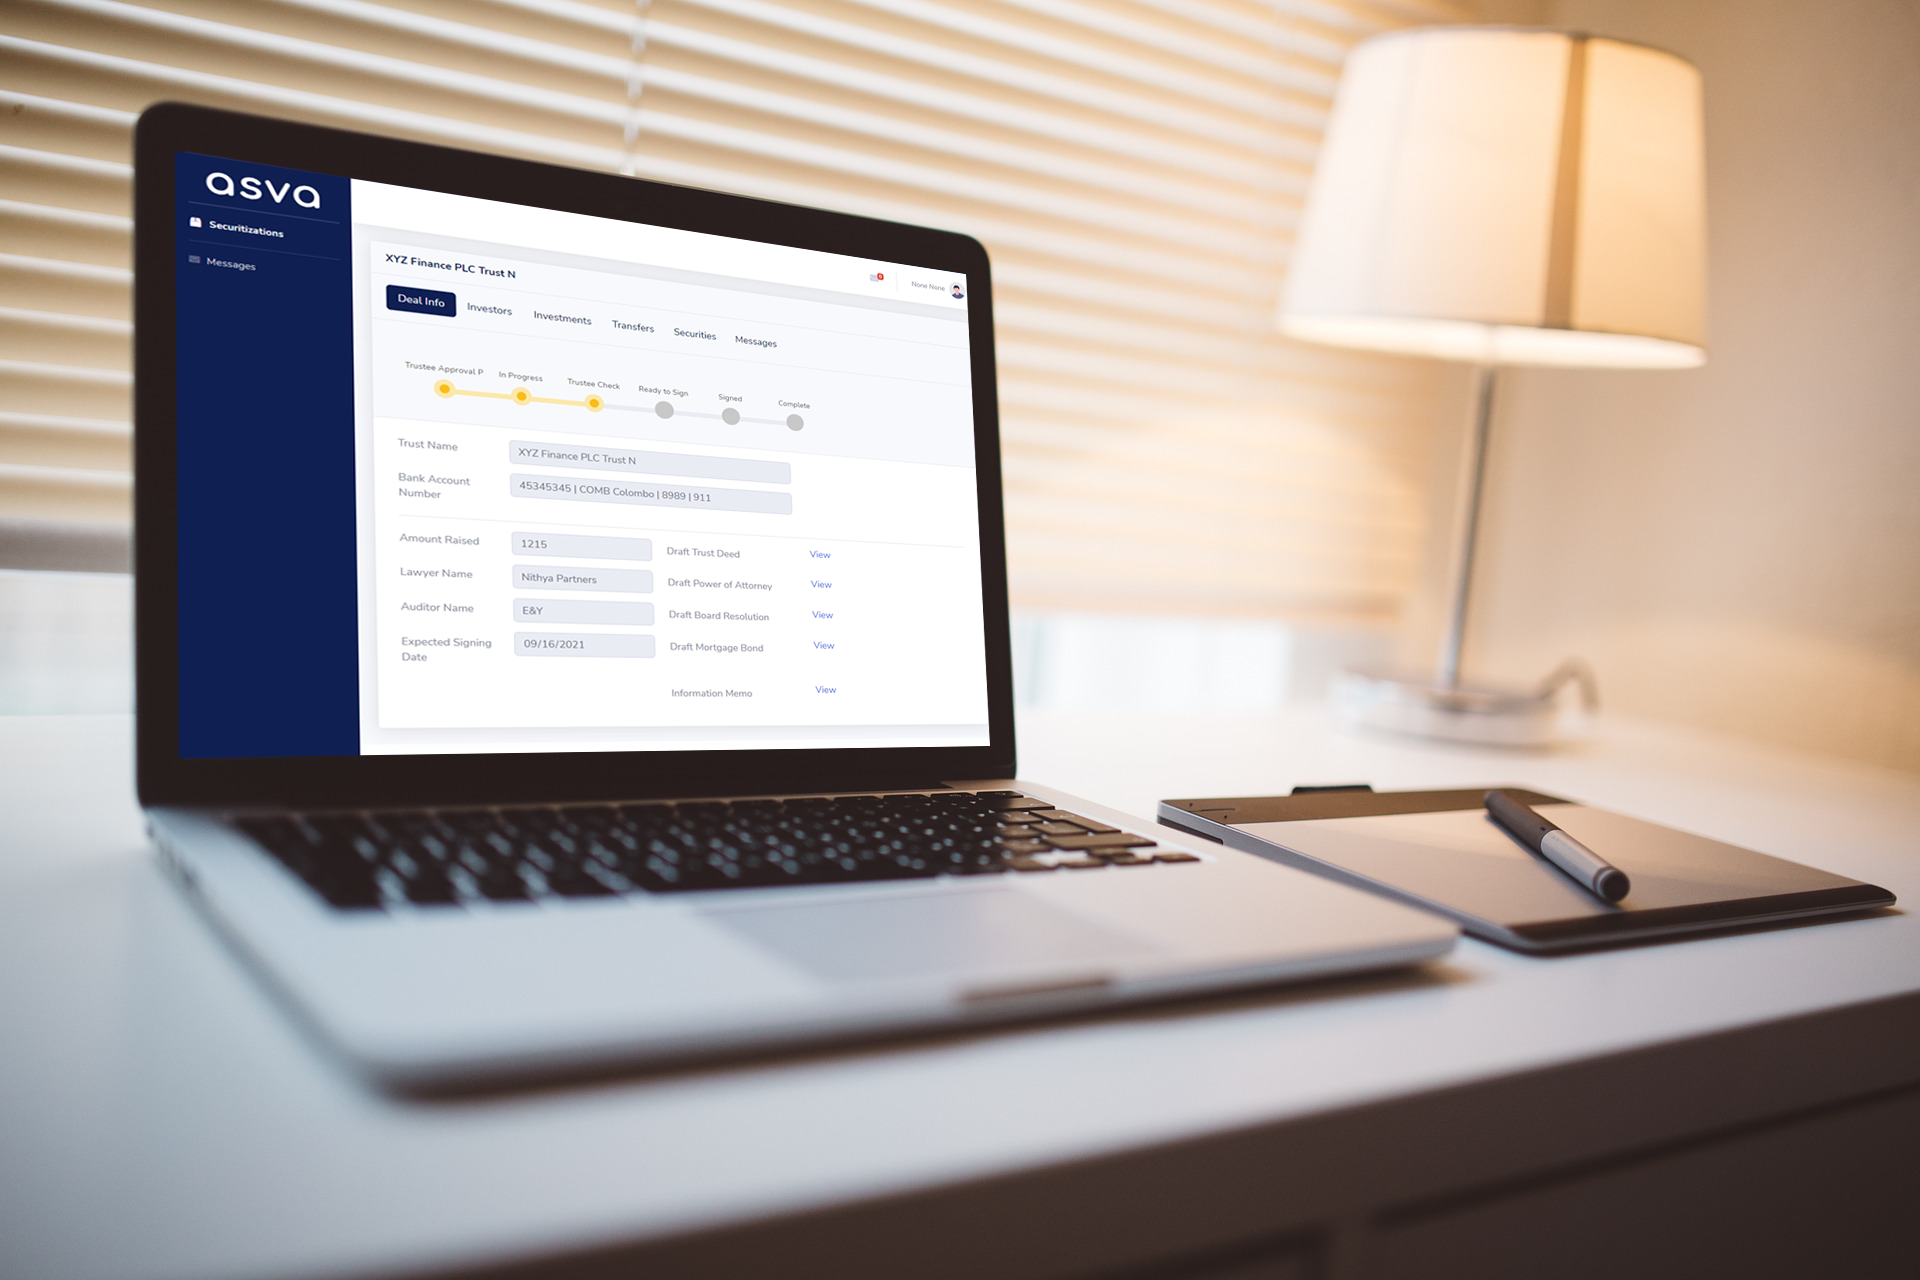 asva
Securitizations
Messages
0
None None
XYZ Finance PLC Trust N
Deal Info Investors Investments Transfers Securities Messages
Trustee Approval P In Progress Trustee Check Ready to Sign Signed Complete
Trust Name XYZ Finance PLC Trust N
Bank Account
Number
45345345 | COMB Colombo | 8989 | 911
Amount Raised 1215 Draft Trust Deed View
Lawyer Name Nithya Partners Draft Power of Attorney View
Auditor Name E&Y Draft Board Resolution View
Expected Signing
Date
09/16/2021 Draft Mortgage Bond View
Information Memo View